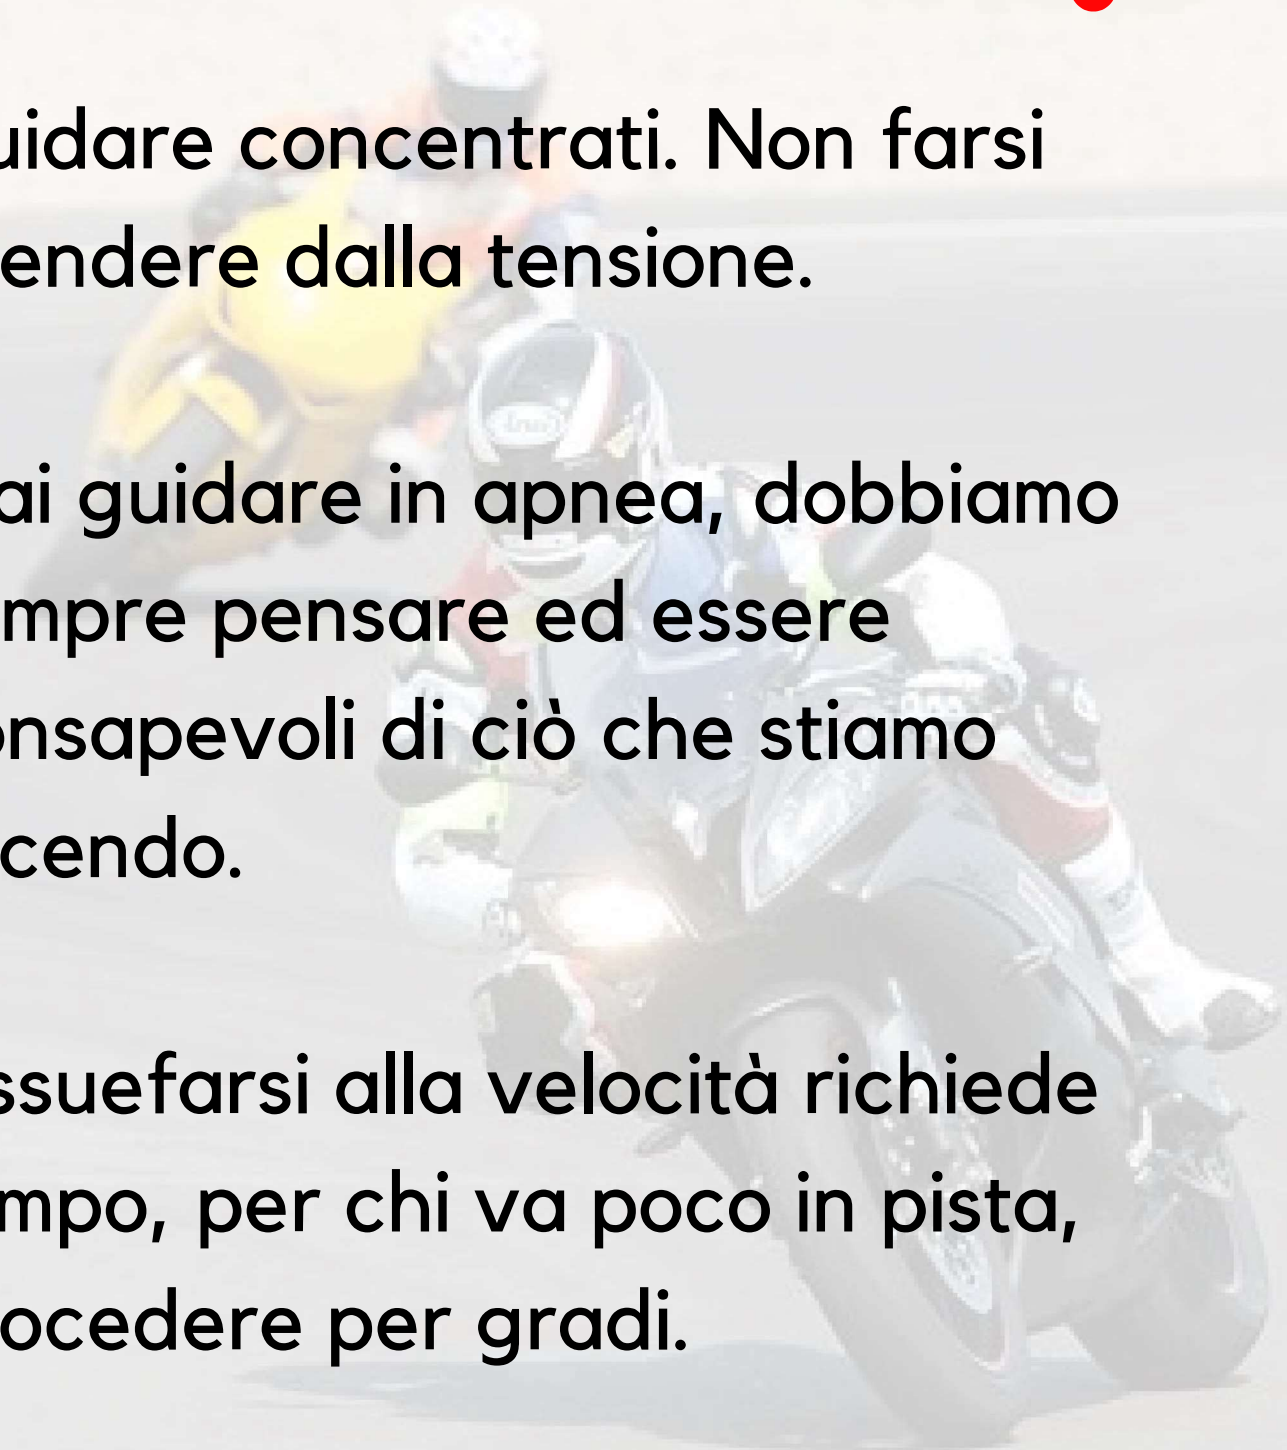 uidare concentrati. Non farsi
endere dalla tensione.
ai guidare in apnea, dobbiamo
mpre pensare ed essere
onsapevoli di ciò che stiamo
cendo.
ssuefarsi alla velocità richiede
mpo, per chi va poco in pista,
ocedere per gradi.